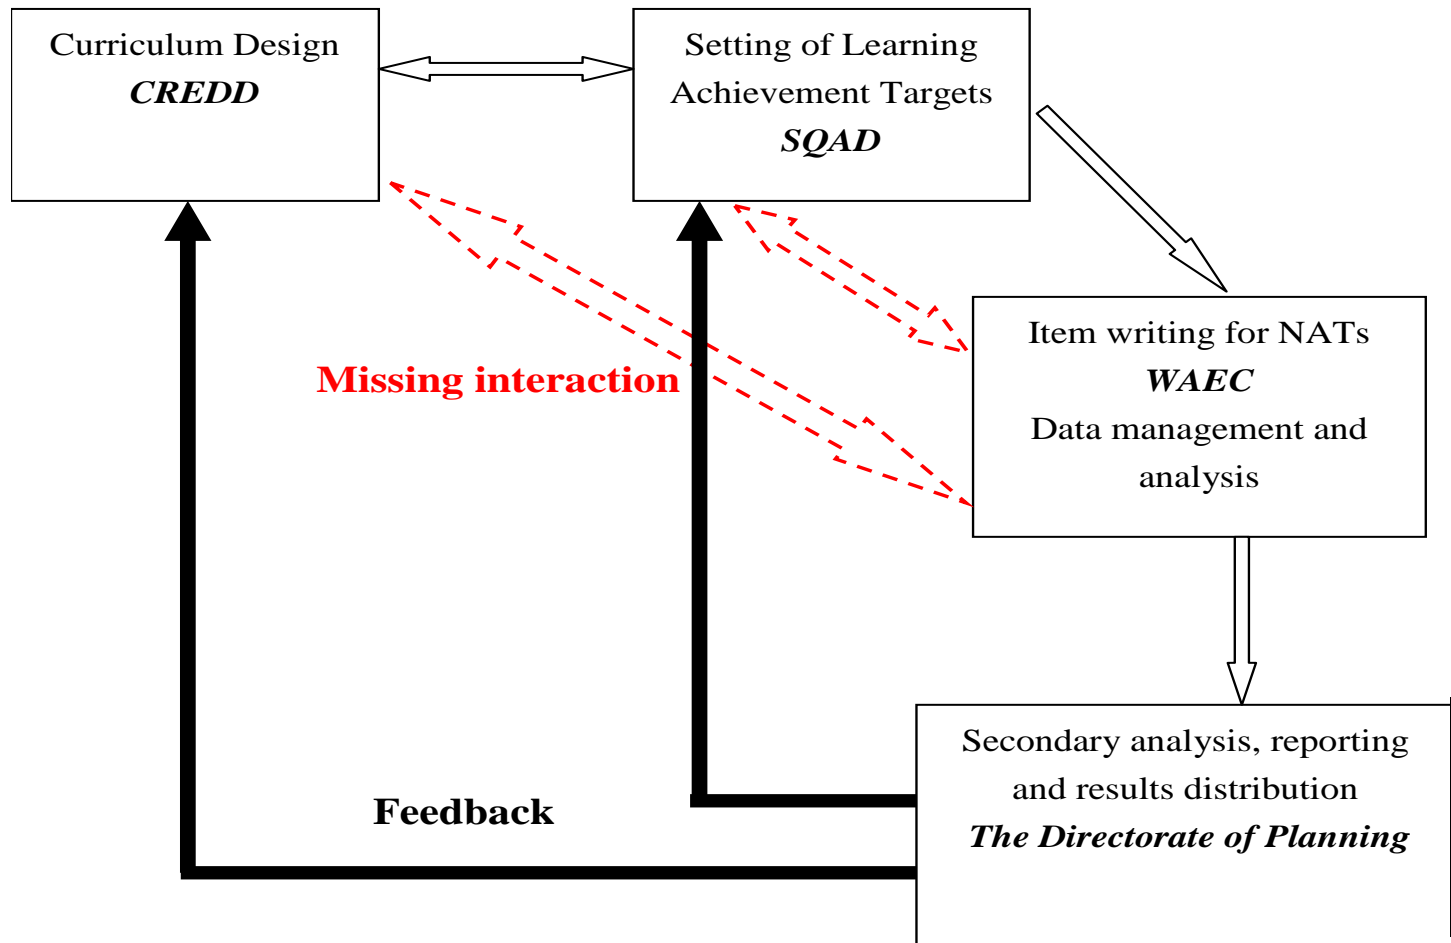 Curriculum Design
CREDD
Setting of Learning
Achievement Targets
SQAD
Item writing for NATs
WAEC
Data management and
analysis
Missing interaction
Secondary analysis, reporting
and results distribution
The Directorate of Planning
Feedback